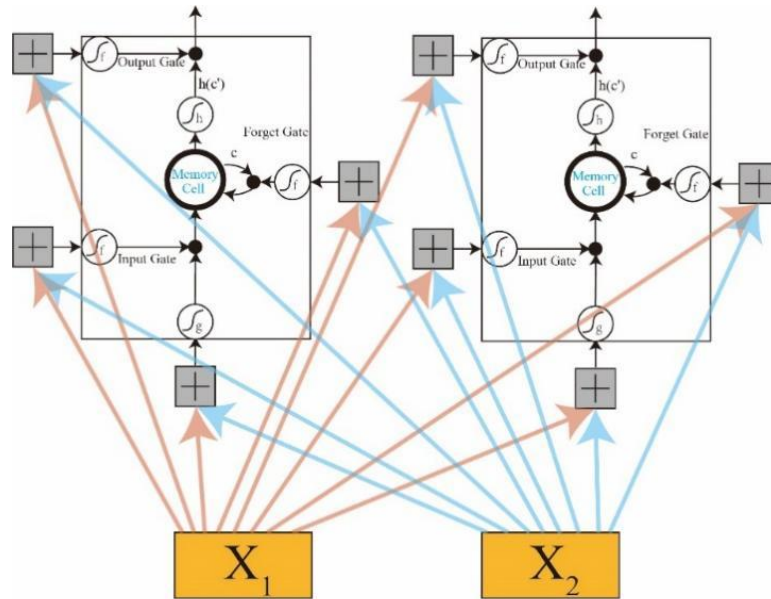 f
Output Gate
h(c')
h
Forget Gate
c
Memory
Cell
f
f
Input Gate
g
f
Output Gate
h(c')
h
Forget Gate
c
Memory
Cell
f
f
Input Gate
g
X1
X2